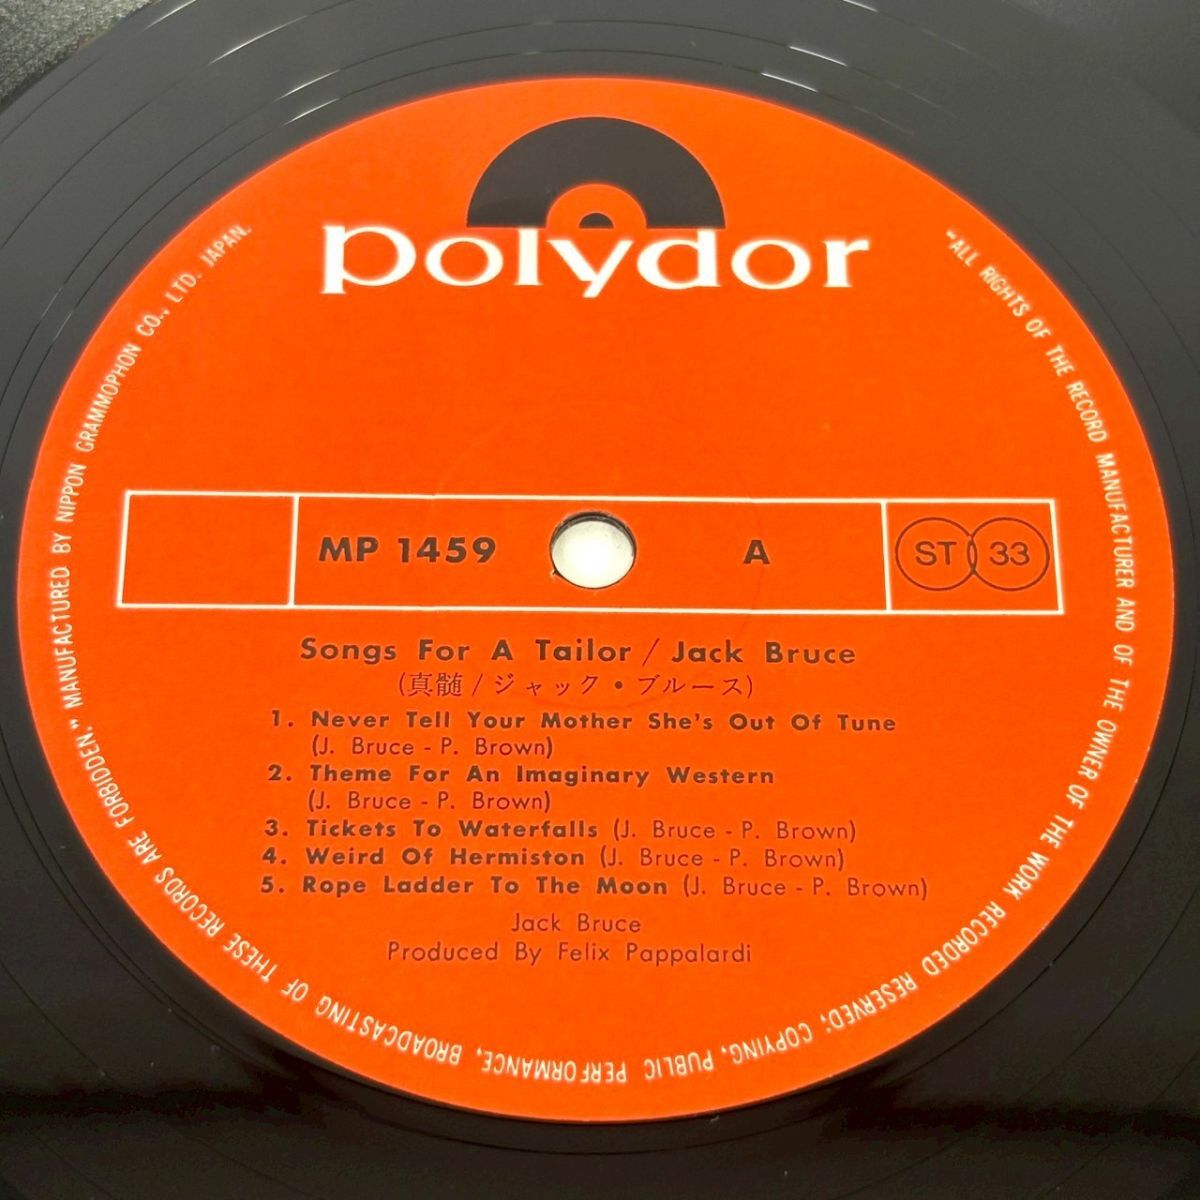 polydor
MP 1459
A
ST 33
Songs For A Tailor / Jack Bruce
(真髄 / ジャック・ブルース)
1. Never Tell Your Mother She's Out Of Tune
(J. Bruce - P. Brown)
2. Theme For An Imaginary Western
(J. Bruce - P. Brown)
3. Tickets To Waterfalls (J. Bruce - P. Brown)
4. Weird Of Hermiston (J. Bruce - P. Brown)
5. Rope Ladder To The Moon (J. Bruce - P. Brown)
Jack Bruce
Produced By Felix Pappalardi
"ALL RIGHTS OF THE RECORD MANUFACTURER AND OF THE OWNER OF THE WORK RECORDED RESERVED; COPYING, PUBLIC PERFORMANCE, BROADCASTING OF THESE RECORDS ARE FORBIDDEN." MANUFACTURED BY NIPPON GRAMMOPHON CO., LTD. JAPAN.